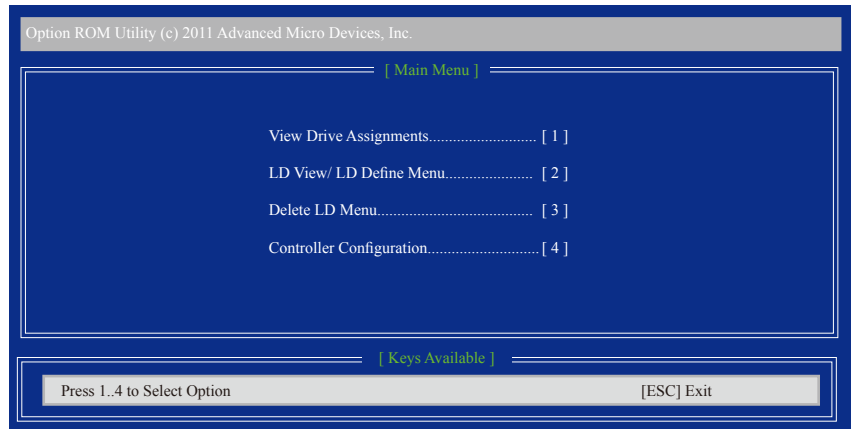 Option ROM Utility (c) 2011 Advanced Micro Devices, Inc.
[ Main Menu ]
View Drive Assignments........................... [ 1 ]
LD View/ LD Define Menu...................... [ 2 ]
Delete LD Menu....................................... [ 3 ]
Controller Configuration............................[ 4 ]
[ Keys Available ]
Press 1..4 to Select Option [ESC] Exit